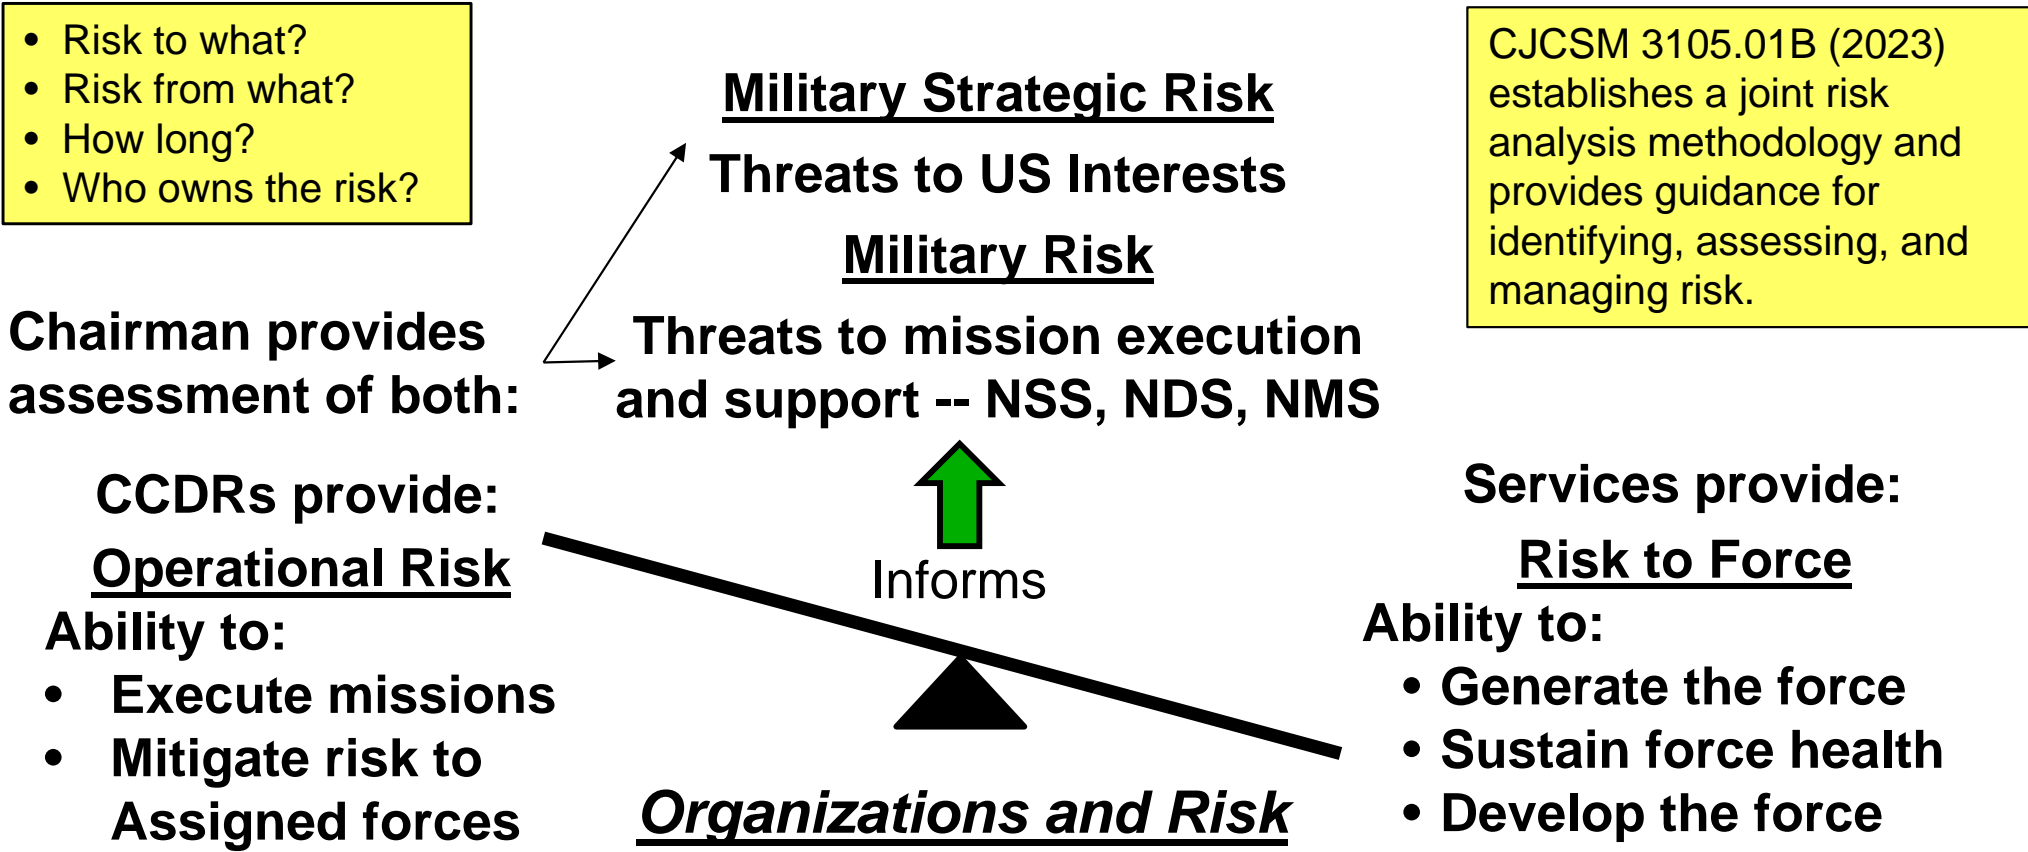 • Risk to what?
• Risk from what?
• How long?
• Who owns the risk?
Military Strategic Risk
Threats to US Interests
Military Risk
Threats to mission execution
and support -- NSS, NDS, NMS
CJCSM 3105.01B (2023)
establishes a joint risk
analysis methodology and
provides guidance for
identifying, assessing, and
managing risk.
Chairman provides
assessment of both:
CCDRs provide:
Operational Risk
Ability to:
• Execute missions
• Mitigate risk to
Assigned forces
Informs
Organizations and Risk
Services provide:
Risk to Force
Ability to:
• Generate the force
• Sustain force health
• Develop the force